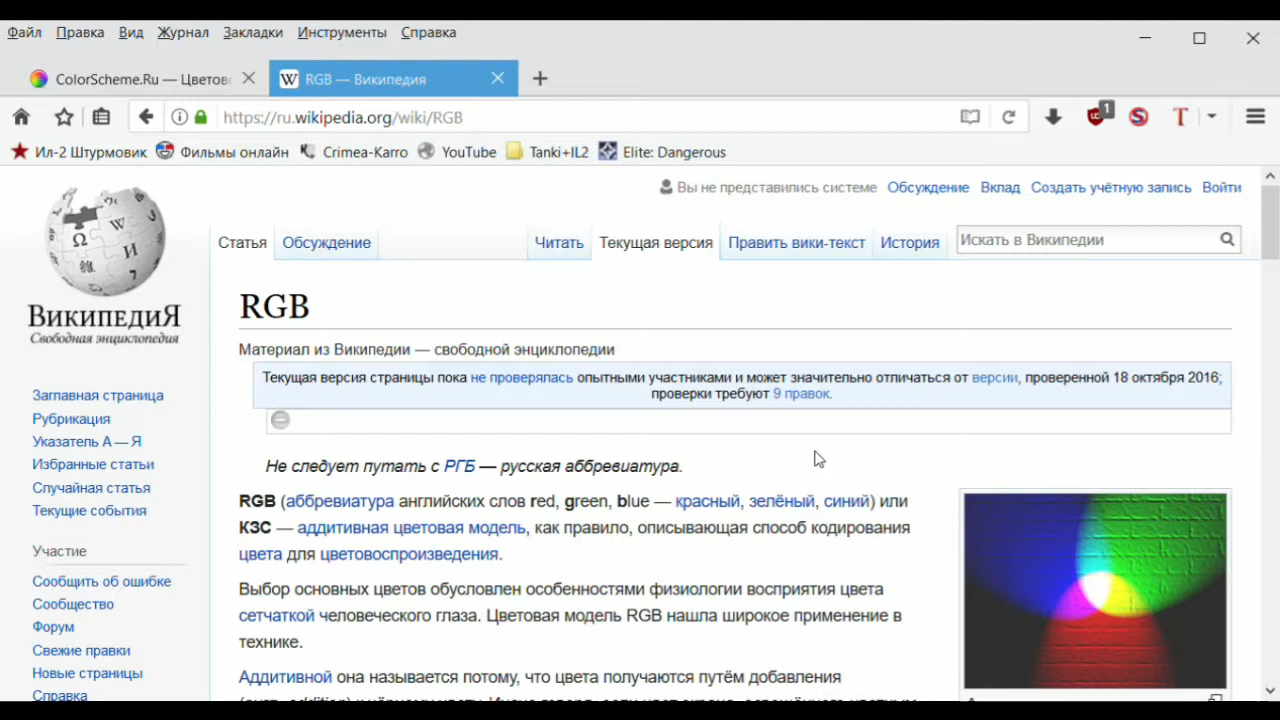 Файл Правка Вид Журнал Закладки Инструменты Справка
ColorScheme.Ru — Цветов
RGB — Википедия
https://ru.wikipedia.org/wiki/RGB
1
Ил-2 Штурмовик Фильмы онлайн Crimea-Karro YouTube Tanki+IL2 Elite: Dangerous
Вы не представились системе Обсуждение Вклад Создать учётную запись Войти
Статья Обсуждение Читать Текущая версия Править вики-текст История Искать в Википедии
ВикипедиЯ
Свободная энциклопедия
Заглавная страница
Рубрикация
Указатель А — Я
Избранные статьи
Случайная статья
Текущие события
Участие
Сообщить об ошибке
Сообщество
Форум
Свежие правки
Новые страницы
Справка
RGB
Материал из Википедии — свободной энциклопедии
Текущая версия страницы пока не проверялась опытными участниками и может значительно отличаться от версии, проверенной 18 октября 2016;
проверки требуют 9 правок.
Не следует путать с РГБ — русская аббревиатура.
RGB (аббревиатура английских слов red, green, blue — красный, зелёный, синий) или
КЗС — аддитивная цветовая модель, как правило, описывающая способ кодирования
цвета для цветовоспроизведения.
Выбор основных цветов обусловлен особенностями физиологии восприятия цвета
сетчаткой человеческого глаза. Цветовая модель RGB нашла широкое применение в
технике.
Аддитивной она называется потому, что цвета получаются путём добавления